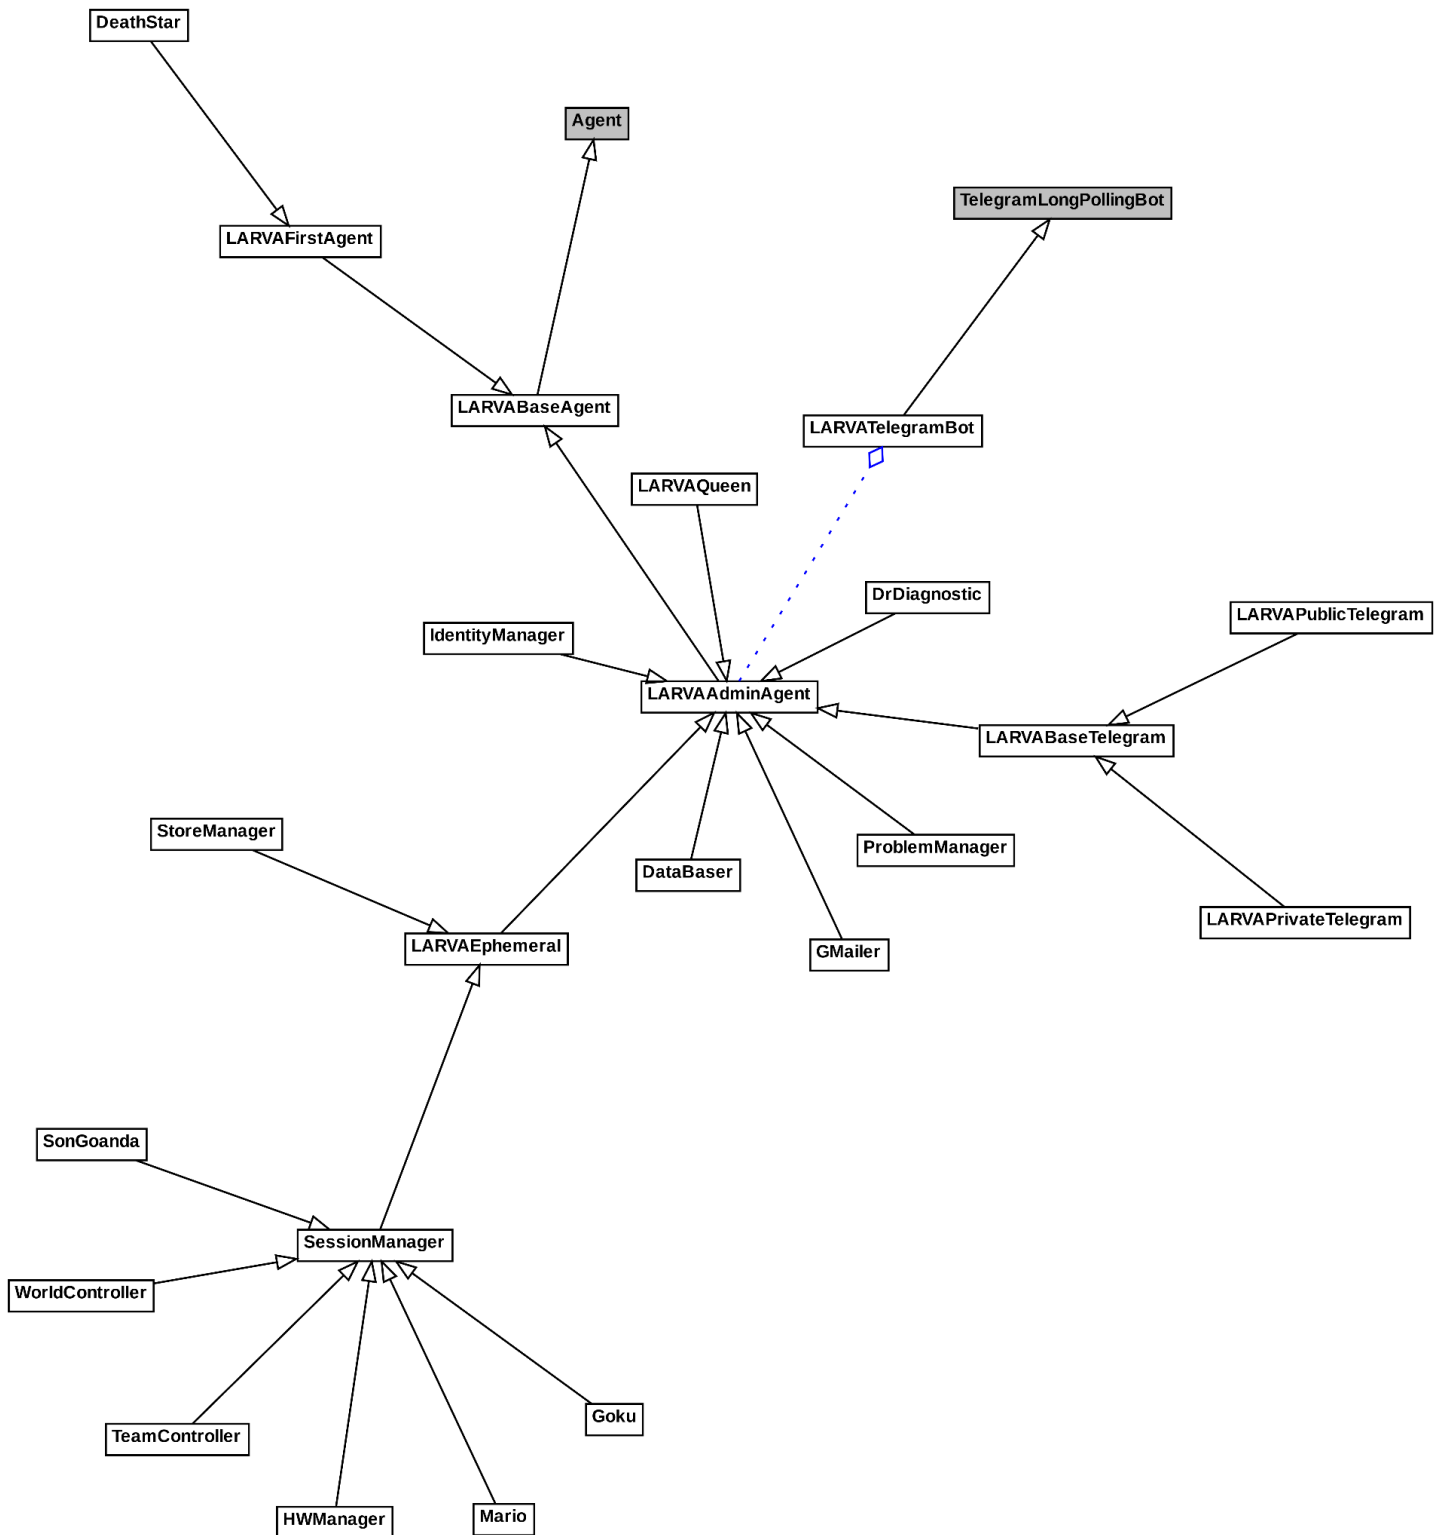 DeathStar
Agent
TelegramLongPollingBot
LARVAFirstAgent
LARVABaseAgent
LARVATelegramBot
LARVAQueen
DrDiagnostic
LARVAPublicTelegram
IdentityManager
LARVAAdminAgent
LARVABaseTelegram
StoreManager
ProblemManager
DataBaser
LARVAPrivateTelegram
LARVAEphemeral
GMailer
SonGoanda
SessionManager
WorldController
Goku
TeamController
Mario
HWManager